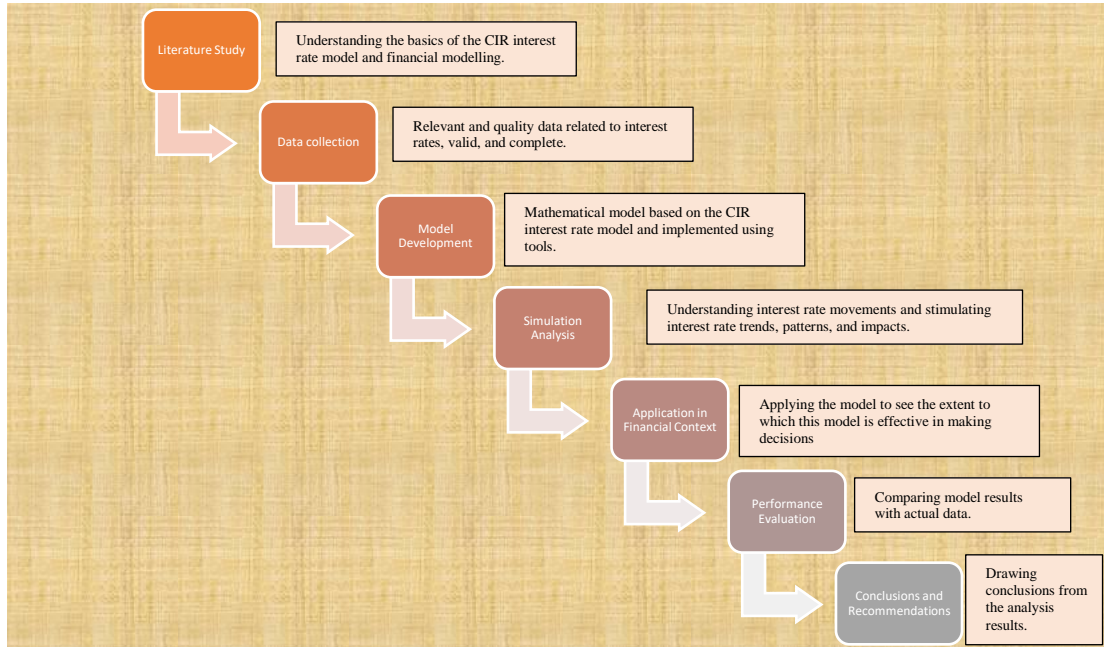 Literature Study
Understanding the basics of the CIR interest
rate model and financial modelling.
Data collection
Relevant and quality data related to interest
rates, valid, and complete.
Model
Development
Mathematical model based on the CIR
interest rate model and implemented using
tools.
Simulation
Analysis
Understanding interest rate movements and stimulating
interest rate trends, patterns, and impacts.
Application in
Financial Context
Applying the model to see the extent to
which this model is effective in making
decisions
Performance
Evaluation
Comparing model results
with actual data.
Conclusions and
Recommendations
Drawing
conclusions from
the analysis
results.